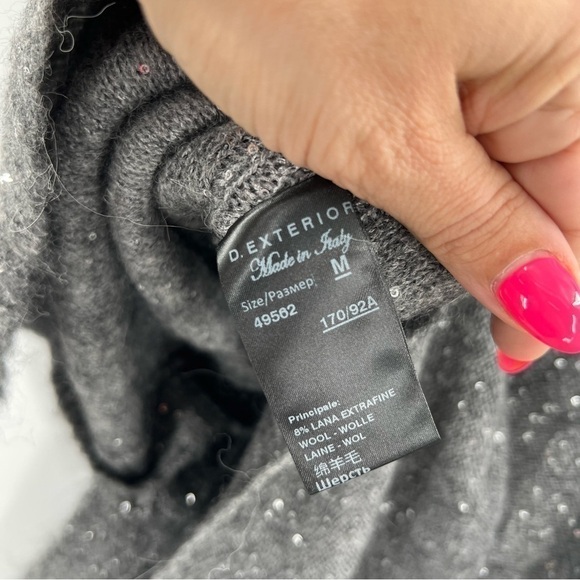 D.EXTERIOR
Made in Italy
Size/Размер: M
49562 170/92A
Principale:
8% LANA EXTRAFINE
WOOL - WOLLE
LAINE - WOL
绵羊毛
Шерсть